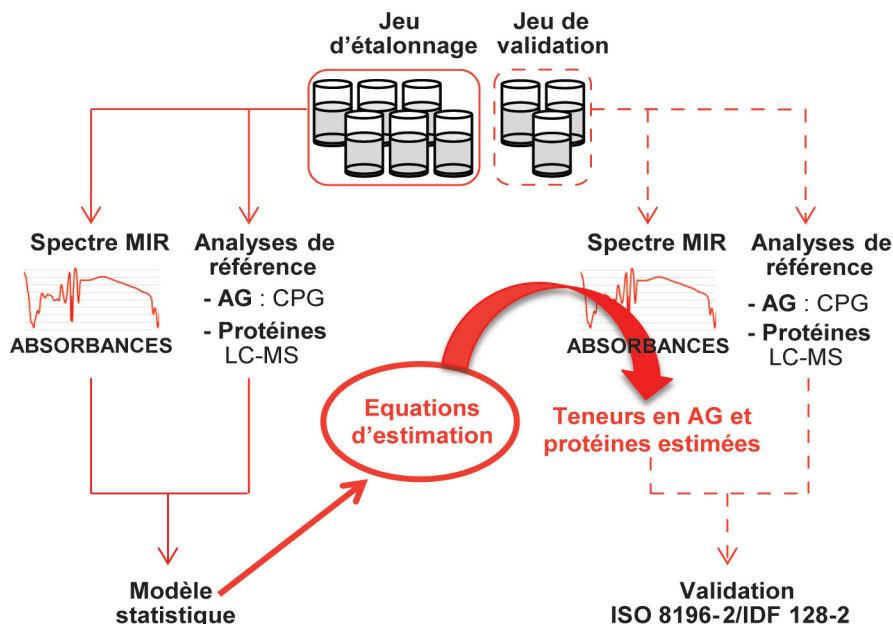 Jeu
d'étalonnage
Jeu de
validation
Spectre MIR
ABSORBANCES
Analyses de
référence
- AG : CPG
- Protéines
LC-MS
Spectre MIR
ABSORBANCES
Analyses de
référence
- AG : CPG
- Protéines
LC-MS
Equations
d'estimation
Teneurs en AG et
protéines estimées
Modèle
statistique
Validation
ISO 8196-2/IDF 128-2